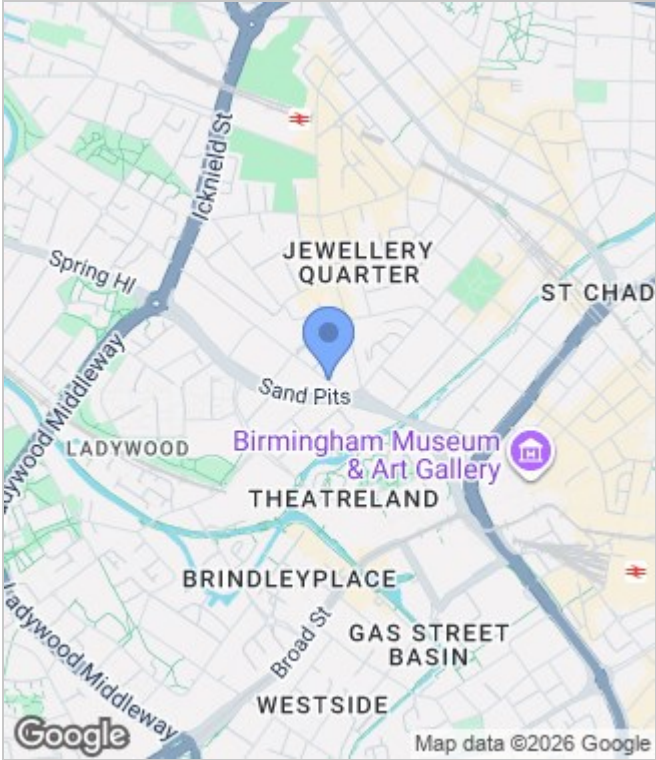 Icknield St
JEWELLERY
QUARTER
Spring Hl
ST CHAD
Sand Pits
adywood Middleway
LADYWOOD
Birmingham Museum
& Art Gallery
THEATRELAND
BRINDLEYPLACE
Ladywood Middleway
Broad St
GAS STREET
BASIN
WESTSIDE
Google
Map data ©2026 Google